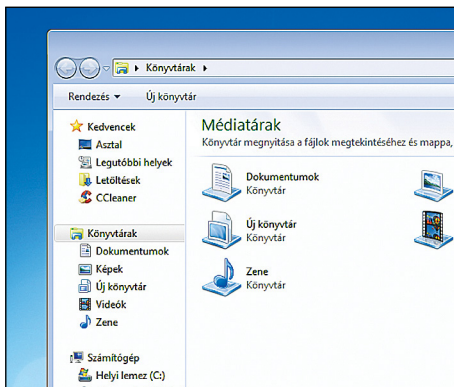 Könyvtárak
Rendezés
Új könyvtár
Kedvencek
Asztal
Legutóbbi helyek
Letöltések
CCleaner
Könyvtárak
Dokumentumok
Képek
Új könyvtár
Videók
Zene
Számítógép
Helyi lemez (C:)
Médiatárak
Könyvtár megnyitása a fájlok megtekintéséhez és mappa,
Dokumentumok
Könyvtár
Új könyvtár
Könyvtár
Zene
Könyvtár